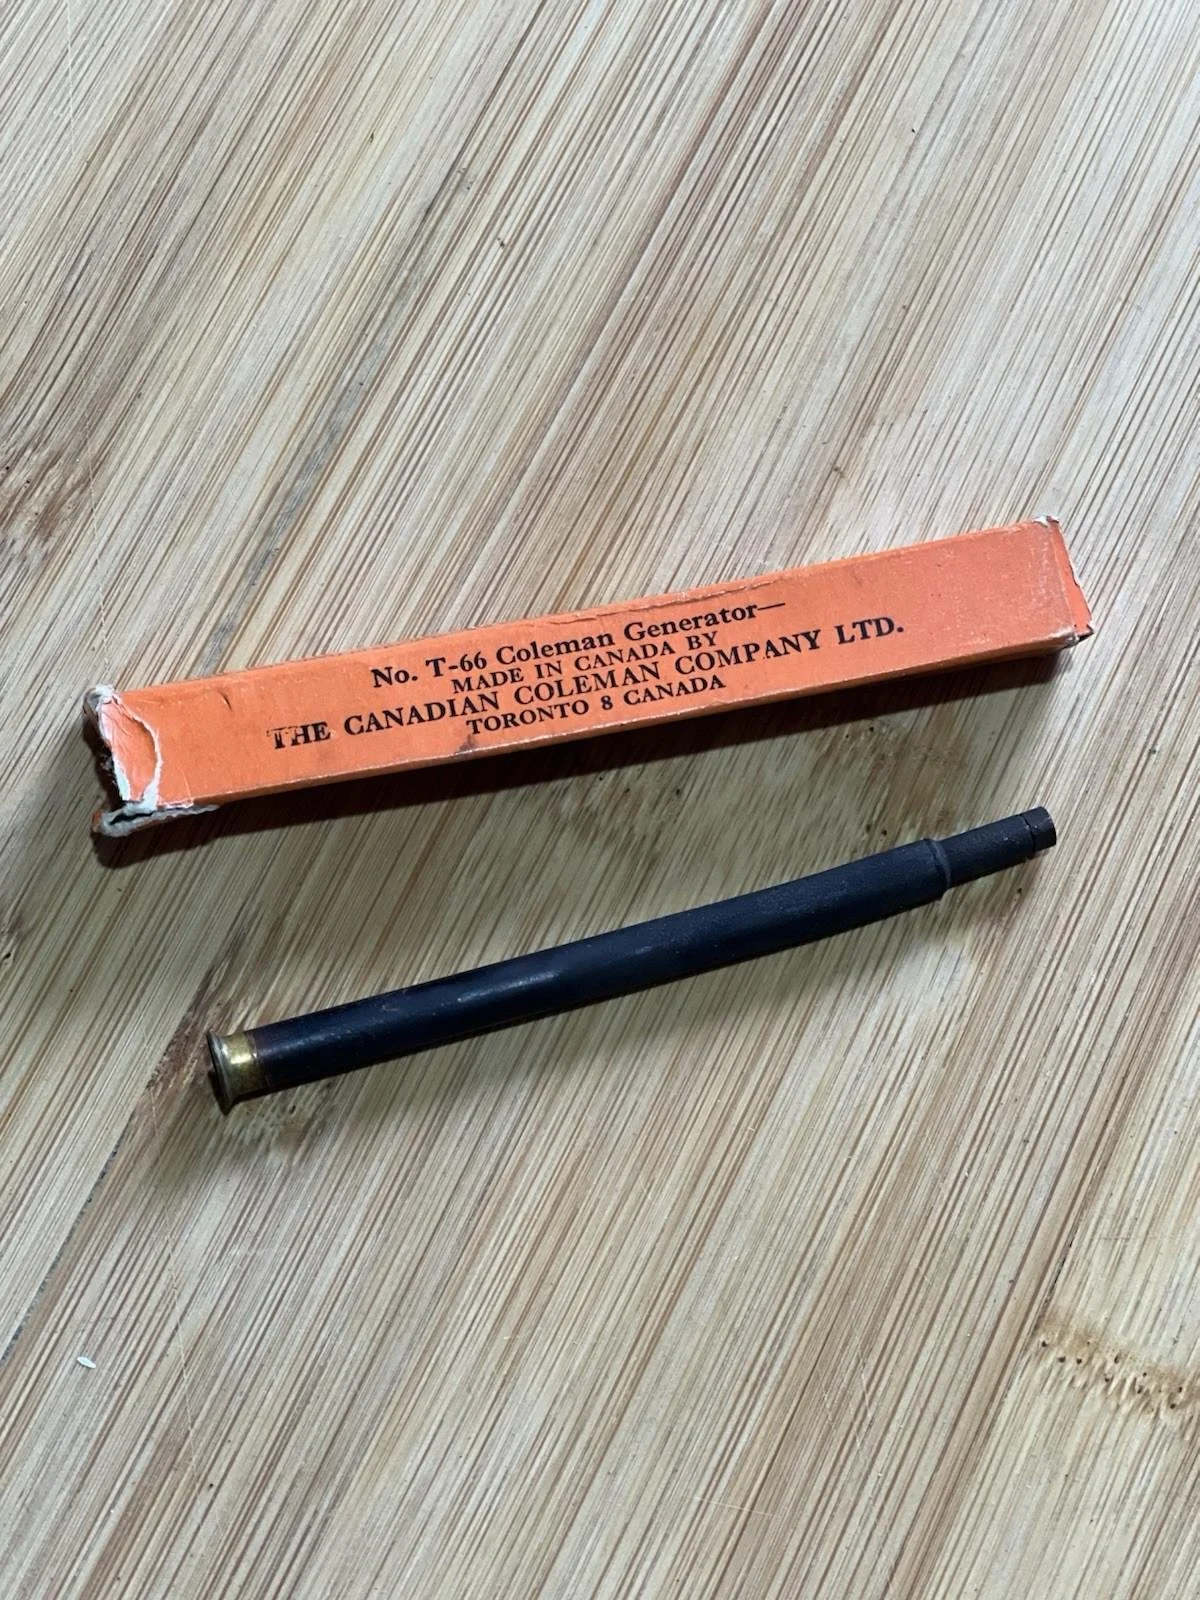 No. T-66 Coleman Generator—
MADE IN CANADA BY
THE CANADIAN COLEMAN COMPANY LTD.
TORONTO 8 CANADA